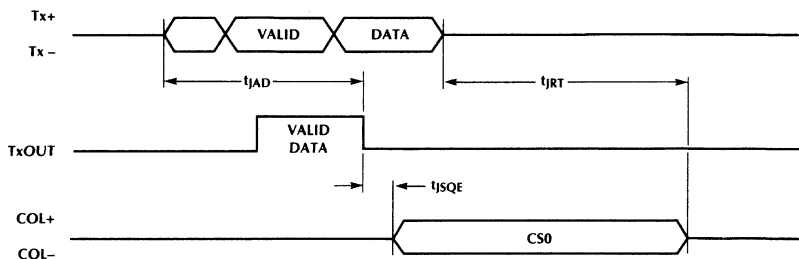 Tx+
Tx –
VALID
DATA
tJAD
tJRT
TxOUT
VALID
DATA
tJSQE
COL+
COL–
CS0